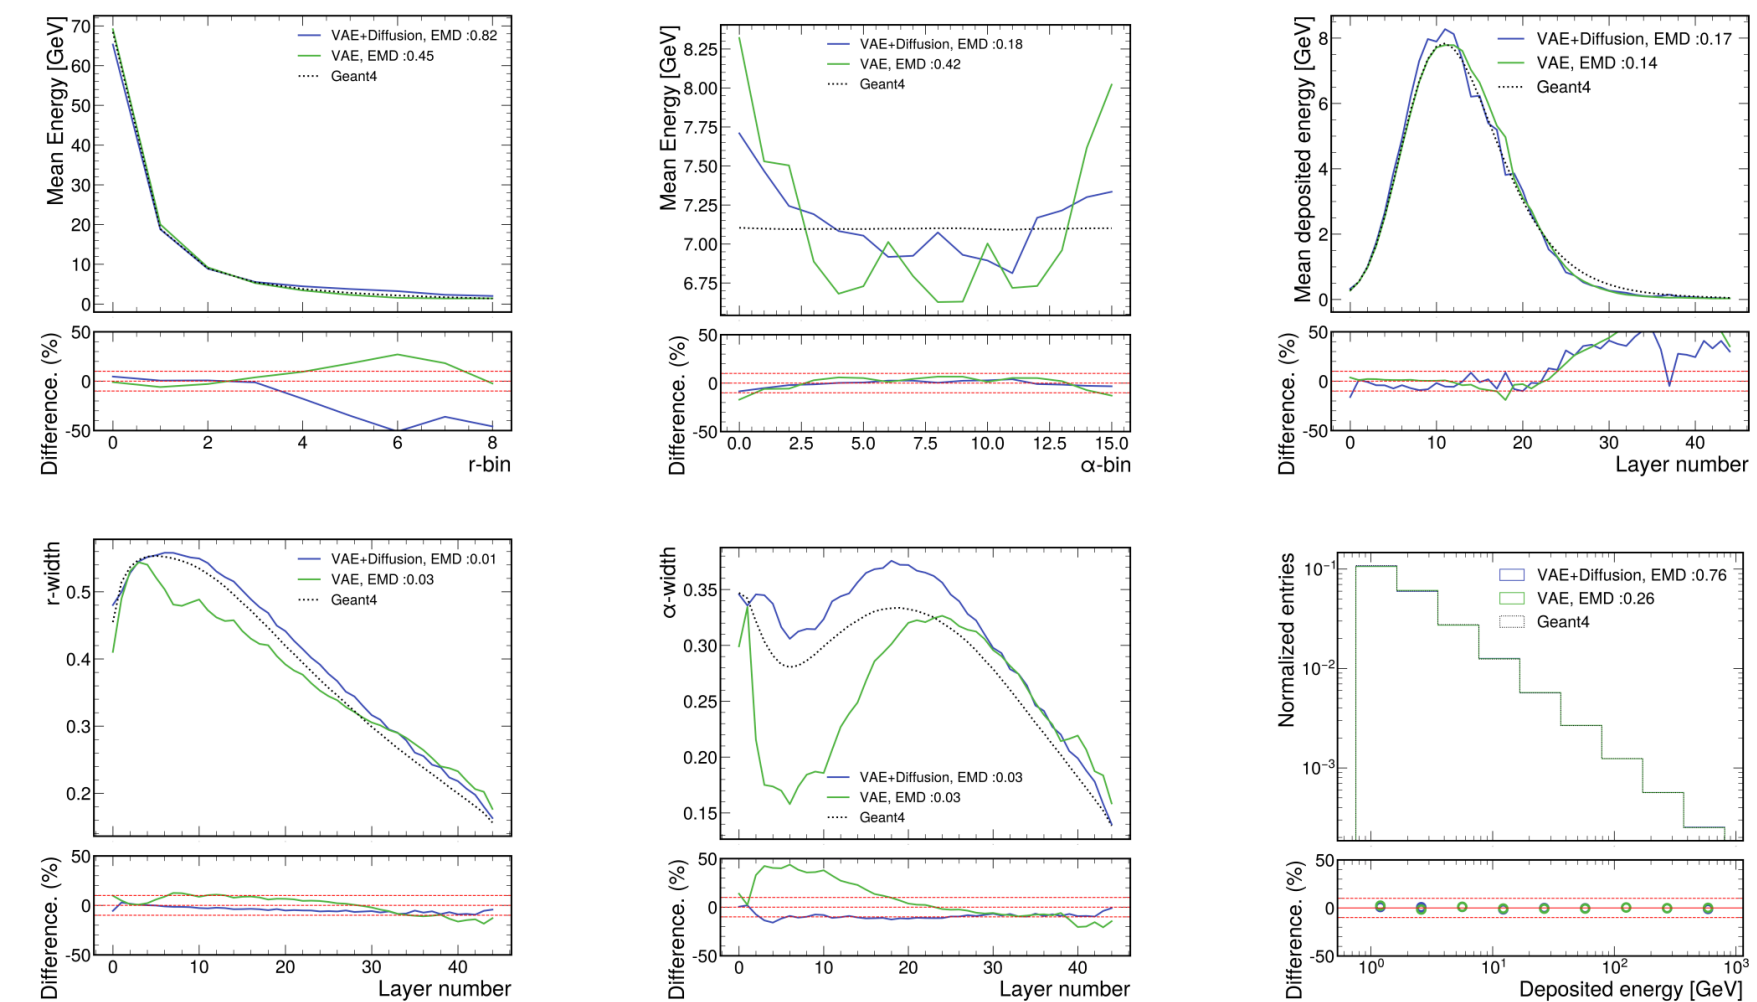 Mean Energy [GeV]
70
60
50
40
30
20
10
0
VAE+Diffusion, EMD :0.82
VAE, EMD :0.45
Geant4
Difference. (%)
50
0
-50
0 2 4 6 8
r-bin
Mean Energy [GeV]
8.25
8.00
7.75
7.50
7.25
7.00
6.75
VAE+Diffusion, EMD :0.18
VAE, EMD :0.42
Geant4
Difference. (%)
50
0
-50
0.0 2.5 5.0 7.5 10.0 12.5 15.0
α-bin
Mean deposited energy [GeV]
8
6
4
2
0
VAE+Diffusion, EMD :0.17
VAE, EMD :0.14
Geant4
Difference. (%)
50
0
-50
0 10 20 30 40
Layer number
r-width
0.5
0.4
0.3
0.2
VAE+Diffusion, EMD :0.01
VAE, EMD :0.03
Geant4
Difference. (%)
50
0
-50
0 10 20 30 40
Layer number
α-width
0.35
0.30
0.25
0.20
0.15
VAE+Diffusion, EMD :0.03
VAE, EMD :0.03
Geant4
Difference. (%)
50
0
-50
0 10 20 30 40
Layer number
Normalized entries
10⁻¹
10⁻²
10⁻³
VAE+Diffusion, EMD :0.76
VAE, EMD :0.26
Geant4
Difference. (%)
50
0
-50
10⁰ 10¹ 10² 10³
Deposited energy [GeV]